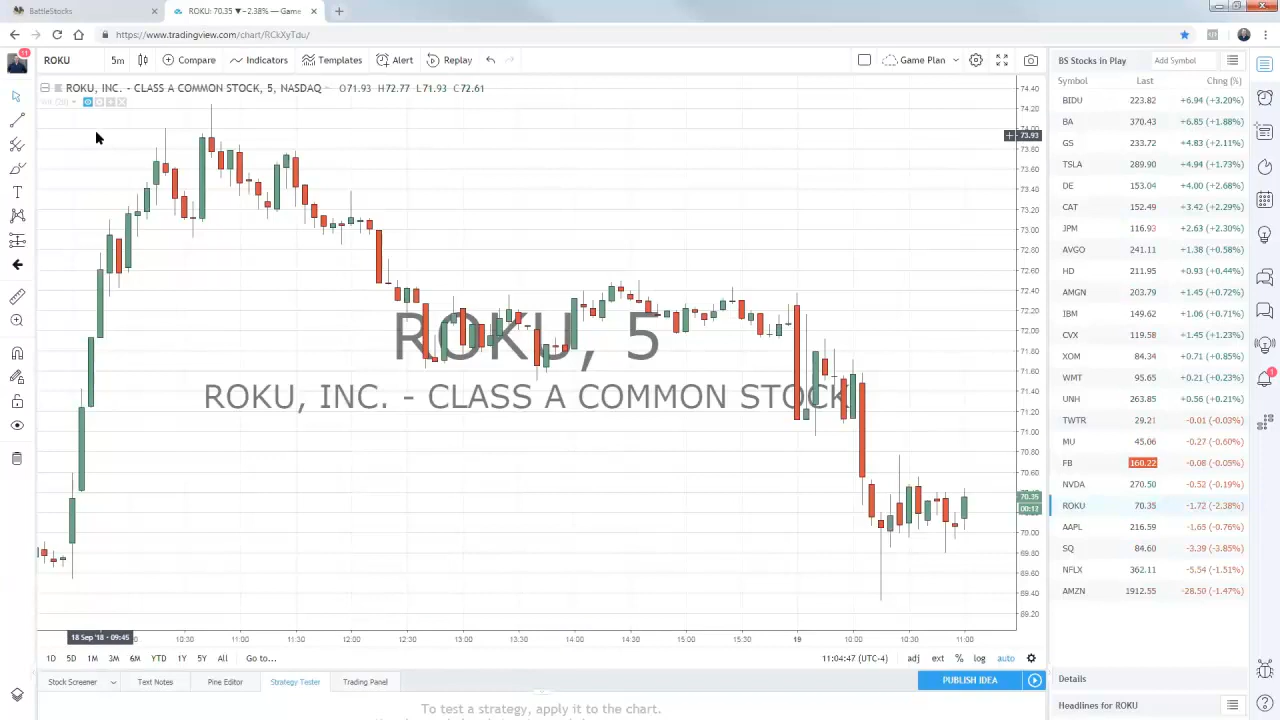 BattleStocks
ROKU: 70.35 ▼−2.38% — Game
https://www.tradingview.com/chart/RCkXyTdu/
11
ROKU 5m Compare Indicators Templates Alert Replay Game Plan
ROKU, INC. - CLASS A COMMON STOCK, 5, NASDAQ O71.93 H72.77 L71.93 C72.61
Vol (20)
ROKU, 5
ROKU, INC. - CLASS A COMMON STOCK
74.40
74.20
74.00
73.93
73.80
73.60
73.40
73.20
73.00
72.80
72.60
72.40
72.20
72.00
71.80
71.60
71.40
71.20
71.00
70.80
70.60
70.35
00:13
70.00
69.80
69.60
69.40
69.20
18 Sep '18 - 09:45 10:30 11:00 11:30 12:00 12:30 13:00 13:30 14:00 14:30 15:00 15:30 19 10:00 10:30 11:00
1D 5D 1M 3M 6M YTD 1Y 5Y All Go to... 11:04:47 (UTC-4) adj ext % log auto
Stock Screener Text Notes Pine Editor Strategy Tester Trading Panel PUBLISH IDEA
To test a strategy, apply it to the chart.
BS Stocks in Play Add Symbol
Symbol Last Chng (%)
BIDU 223.82 +6.94 (+3.20%)
BA 370.43 +6.85 (+1.88%)
GS 233.72 +4.83 (+2.11%)
TSLA 289.90 +4.94 (+1.73%)
DE 153.04 +4.00 (+2.68%)
CAT 152.49 +3.42 (+2.29%)
JPM 116.93 +2.63 (+2.30%)
AVGO 241.11 +1.38 (+0.58%)
HD 211.95 +0.93 (+0.44%)
AMGN 203.79 +1.45 (+0.72%)
IBM 149.62 +1.06 (+0.71%)
CVX 119.58 +1.45 (+1.23%)
XOM 84.34 +0.71 (+0.85%)
WMT 95.65 +0.21 (+0.23%)
UNH 263.85 +0.56 (+0.21%)
TWTR 29.21 -0.01 (-0.03%)
MU 45.06 -0.27 (-0.60%)
FB 160.22 -0.08 (-0.05%)
NVDA 270.50 -0.52 (-0.19%)
ROKU 70.35 -1.72 (-2.38%)
AAPL 216.59 -1.65 (-0.76%)
SQ 84.60 -3.39 (-3.85%)
NFLX 362.11 -5.54 (-1.51%)
AMZN 1912.55 -28.50 (-1.47%)
1
Details
Headlines for ROKU